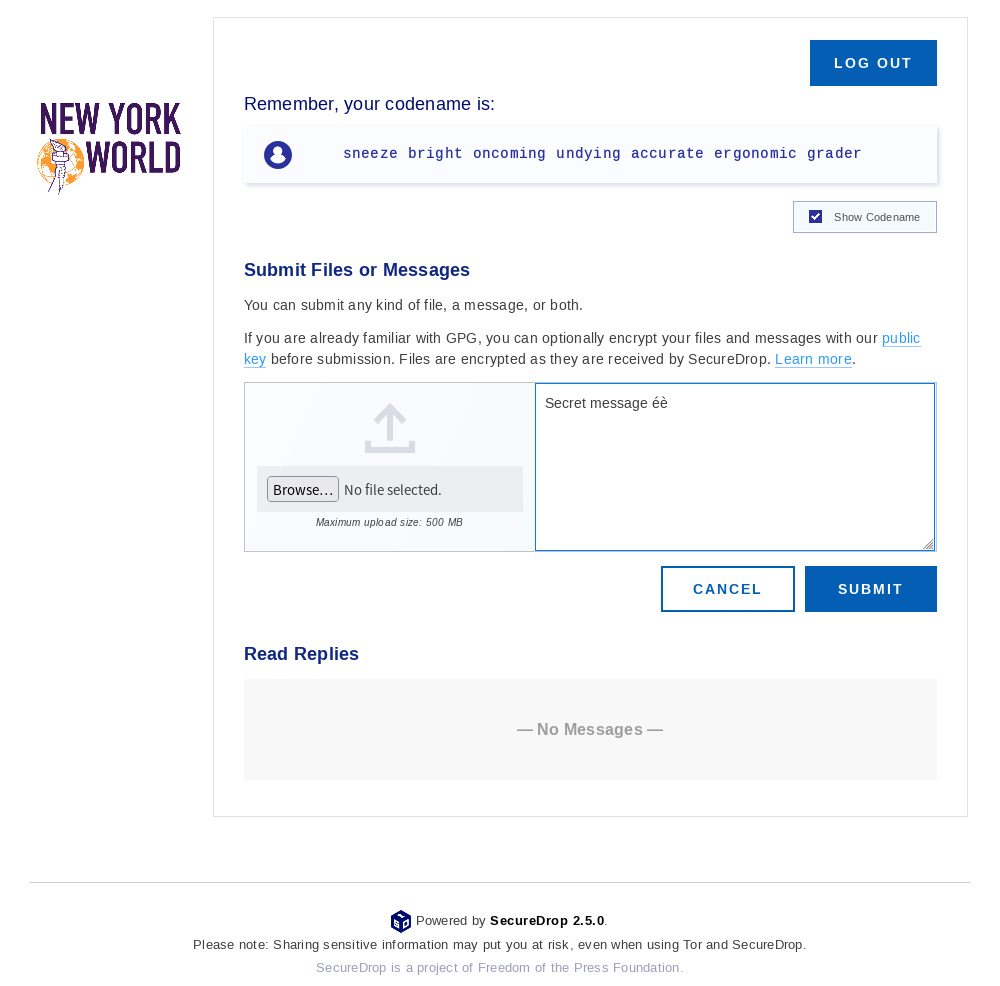 LOG OUT
NEW YORK
WORLD
Remember, your codename is:
sneeze bright oncoming undying accurate ergonomic grader
Show Codename
Submit Files or Messages
You can submit any kind of file, a message, or both.
If you are already familiar with GPG, you can optionally encrypt your files and messages with our public
key before submission. Files are encrypted as they are received by SecureDrop. Learn more.
Secret message éè
Browse… No file selected.
Maximum upload size: 500 MB
CANCEL
SUBMIT
Read Replies
— No Messages —
Powered by SecureDrop 2.5.0.
Please note: Sharing sensitive information may put you at risk, even when using Tor and SecureDrop.
SecureDrop is a project of Freedom of the Press Foundation.